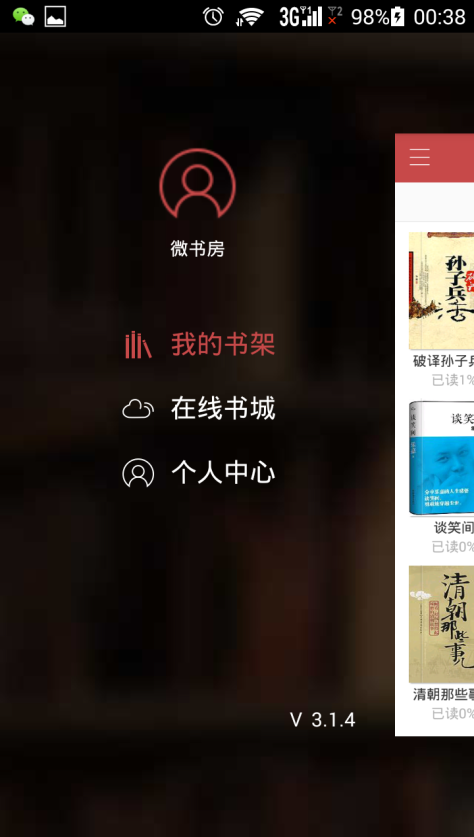 3G 98% 00:38
微书房
我的书架
在线书城
个人中心
V 3.1.4
孙子兵法
破译孙子兵
已读1%
谈笑
谈笑间
已读0%
清朝那些事儿
清朝那些
已读0%